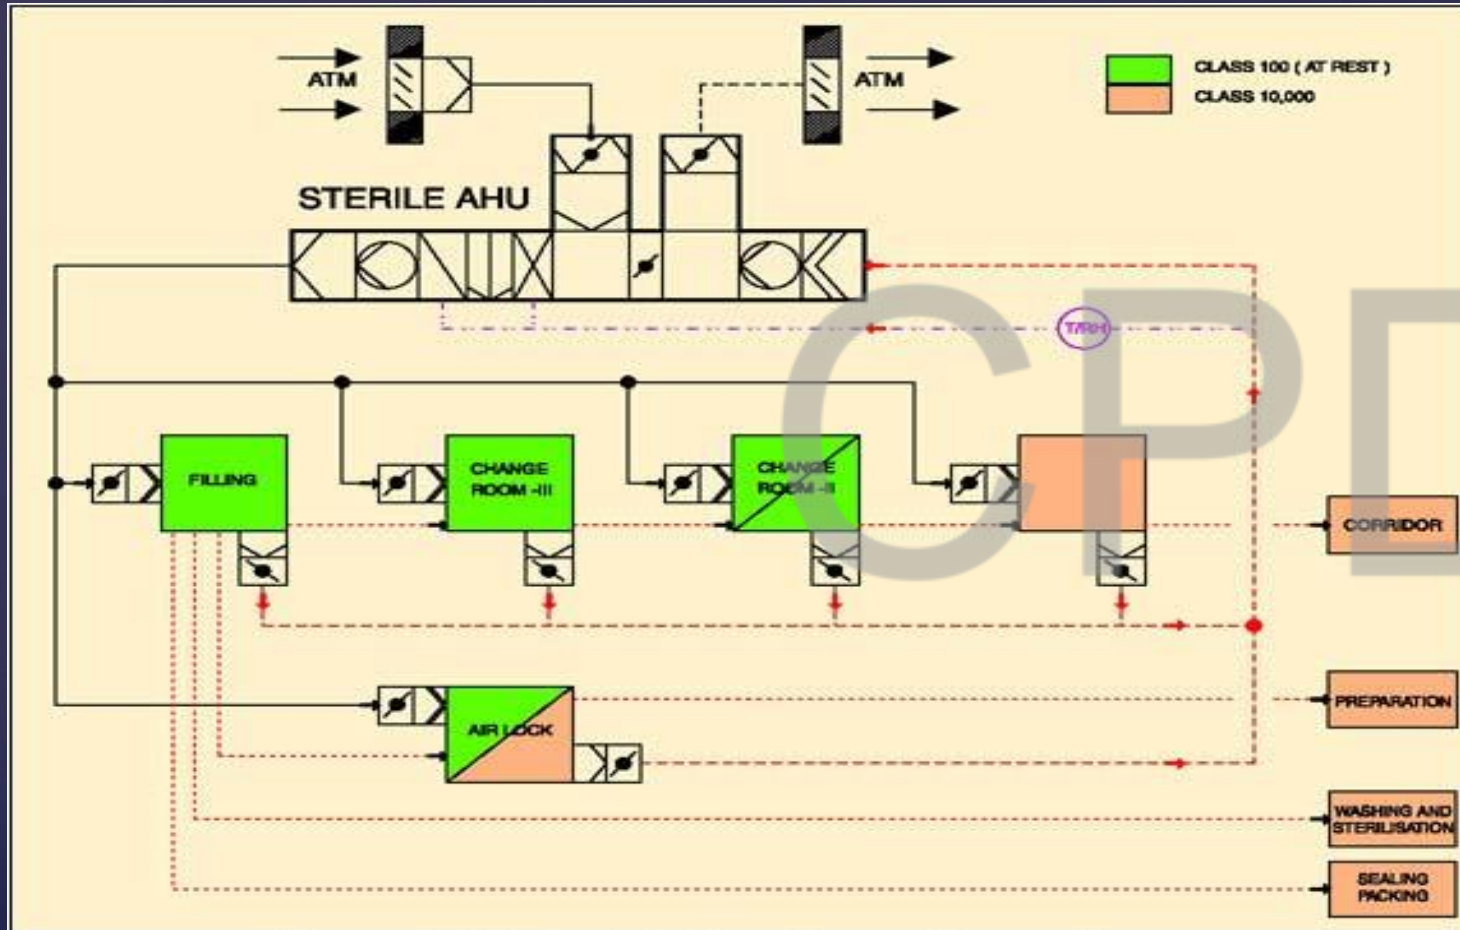 ATM
ATM
CLASS 100 ( AT REST )
CLASS 10,000
STERILE AHU
T/RH
FILLING
CHANGE
ROOM -III
CHANGE
ROOM -II
CORRIDOR
AIR LOCK
PREPARATION
WASHING AND
STERILISATION
SEALING
PACKING